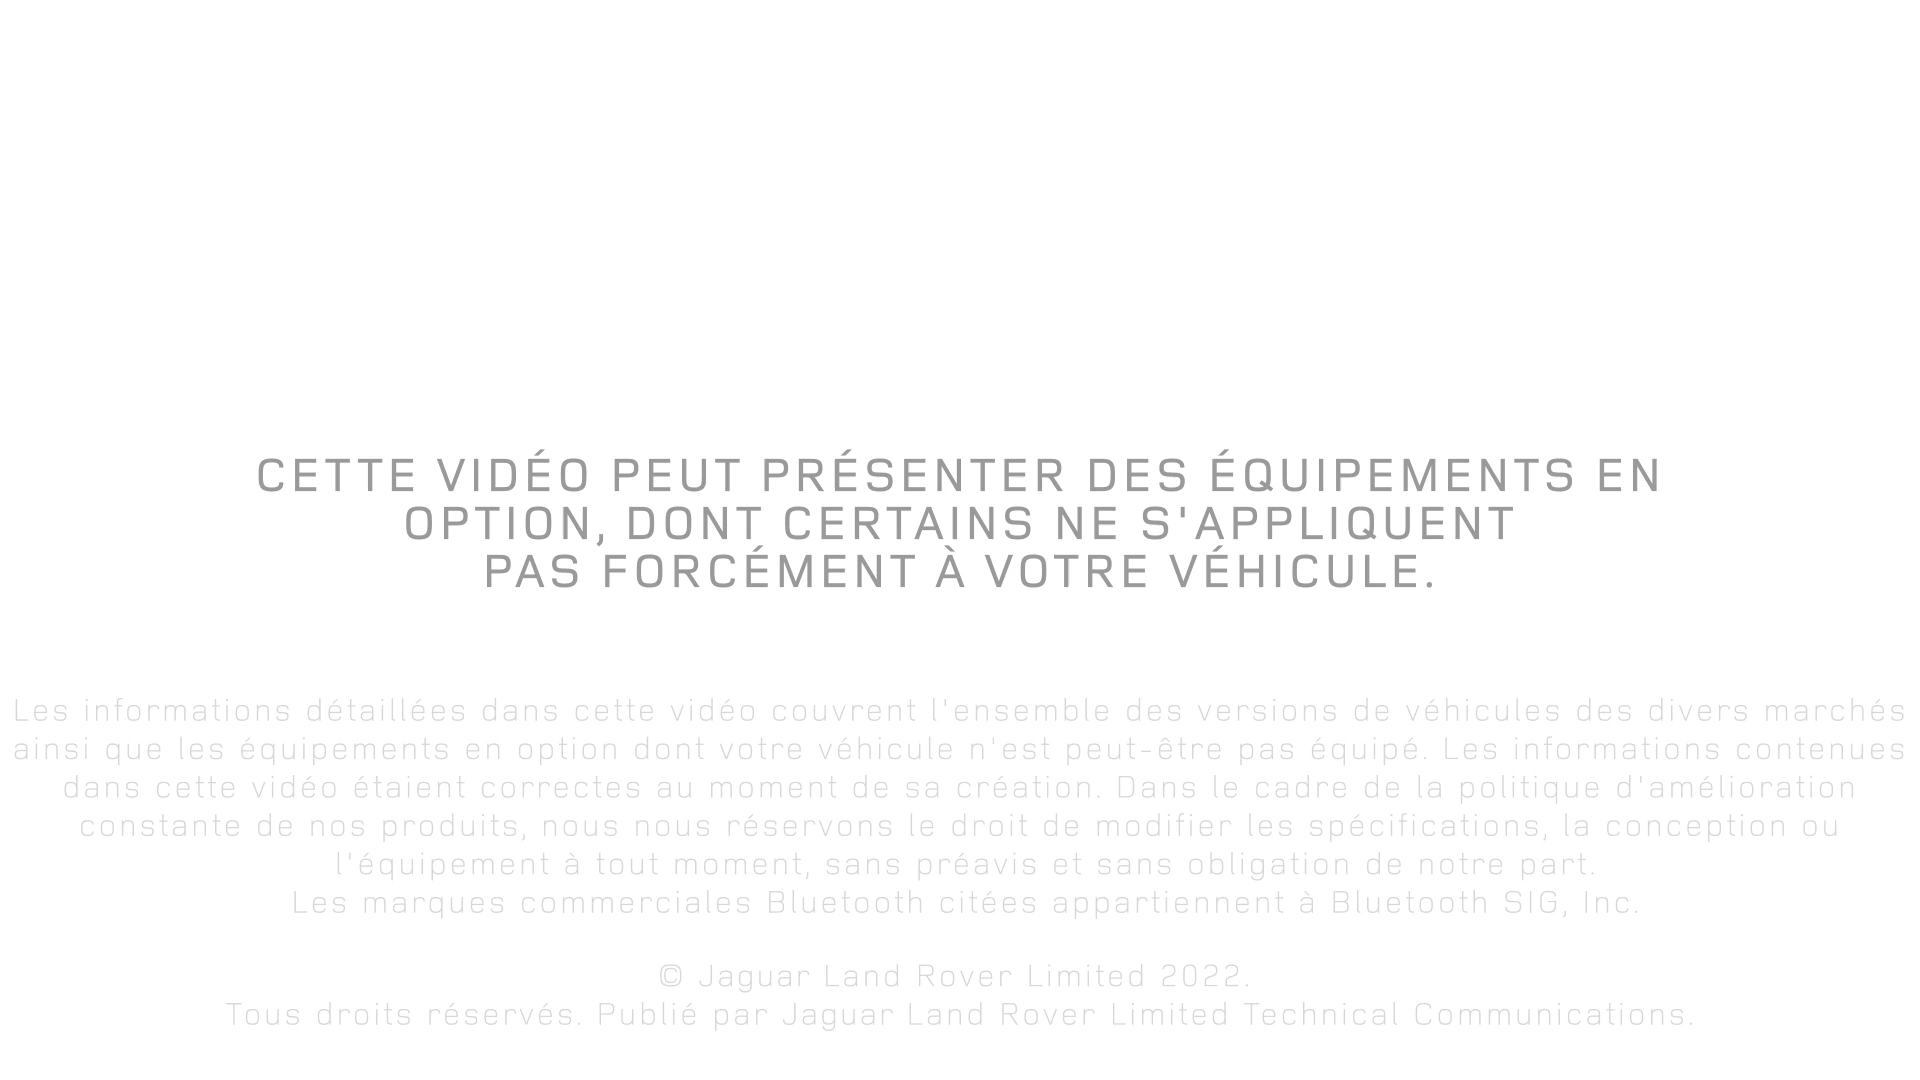 CETTE VIDÉO PEUT PRÉSENTER DES ÉQUIPEMENTS EN
OPTION, DONT CERTAINS NE S'APPLIQUENT
PAS FORCÉMENT À VOTRE VÉHICULE.
Les informations détaillées dans cette vidéo couvrent l'ensemble des versions de véhicules des divers marchés
ainsi que les équipements en option dont votre véhicule n'est peut-être pas équipé. Les informations contenues
dans cette vidéo étaient correctes au moment de sa création. Dans le cadre de la politique d'amélioration
constante de nos produits, nous nous réservons le droit de modifier les spécifications, la conception ou
l'équipement à tout moment, sans préavis et sans obligation de notre part.
Les marques commerciales Bluetooth citées appartiennent à Bluetooth SIG, Inc.
© Jaguar Land Rover Limited 2022.
Tous droits réservés. Publié par Jaguar Land Rover Limited Technical Communications.